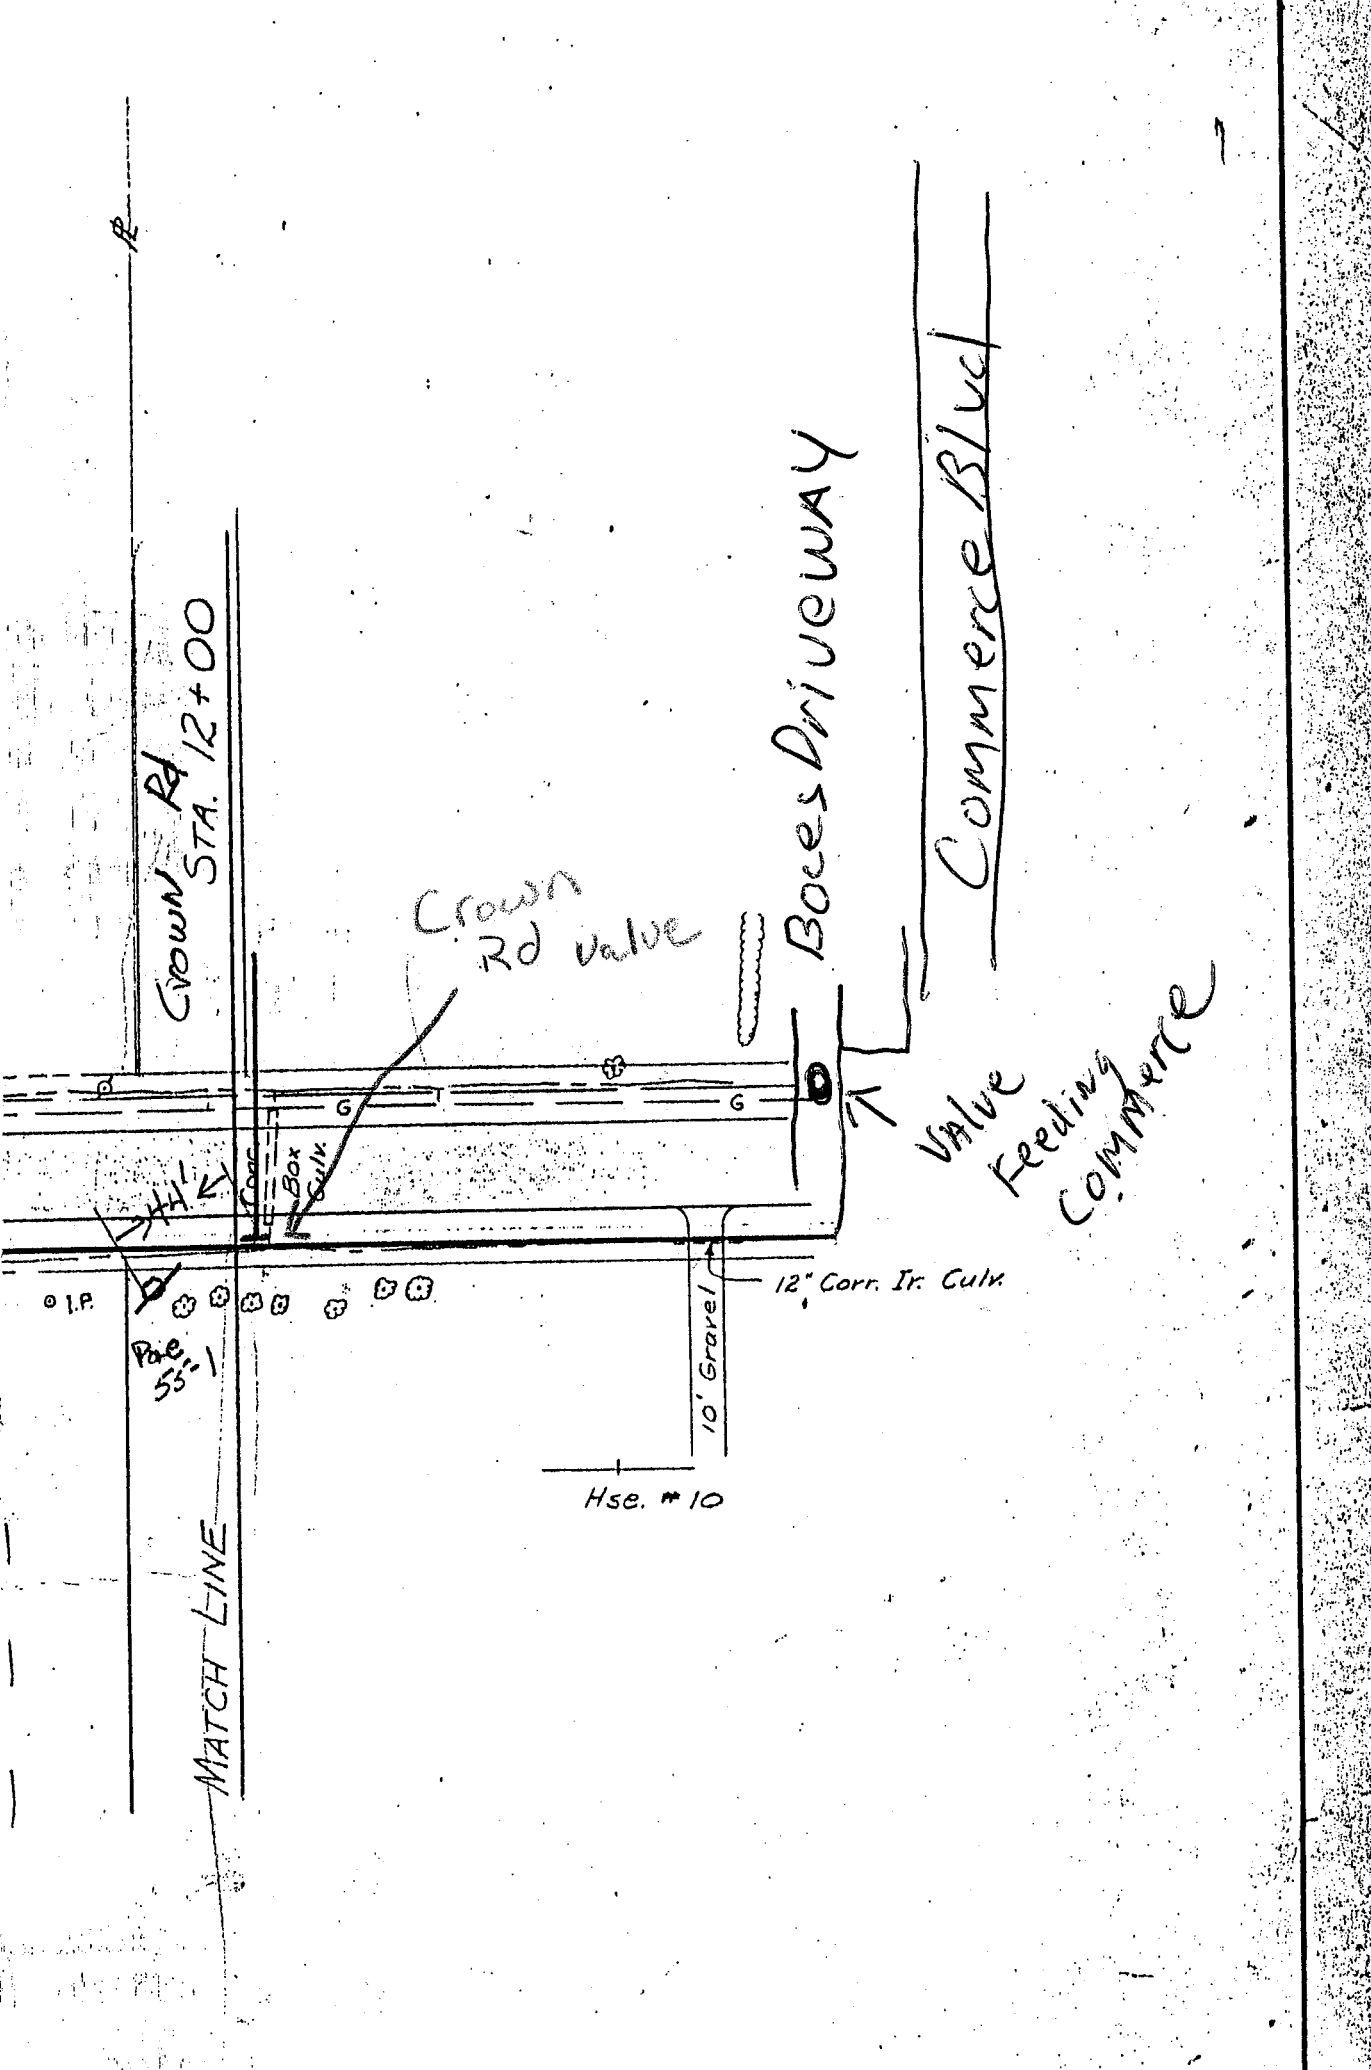 PL
Crown Rd
STA. 12+00
Crown
Rd Valve
Boces DrivewAY
Commerce Blvd
VAlve
Feeding
Commerce
G
G
44'
Conc.
Box
Culv.
I.P.
Pole
55-1
12" Corr. Ir. Culv.
10' Gravel
Hse. #10
MATCH LINE